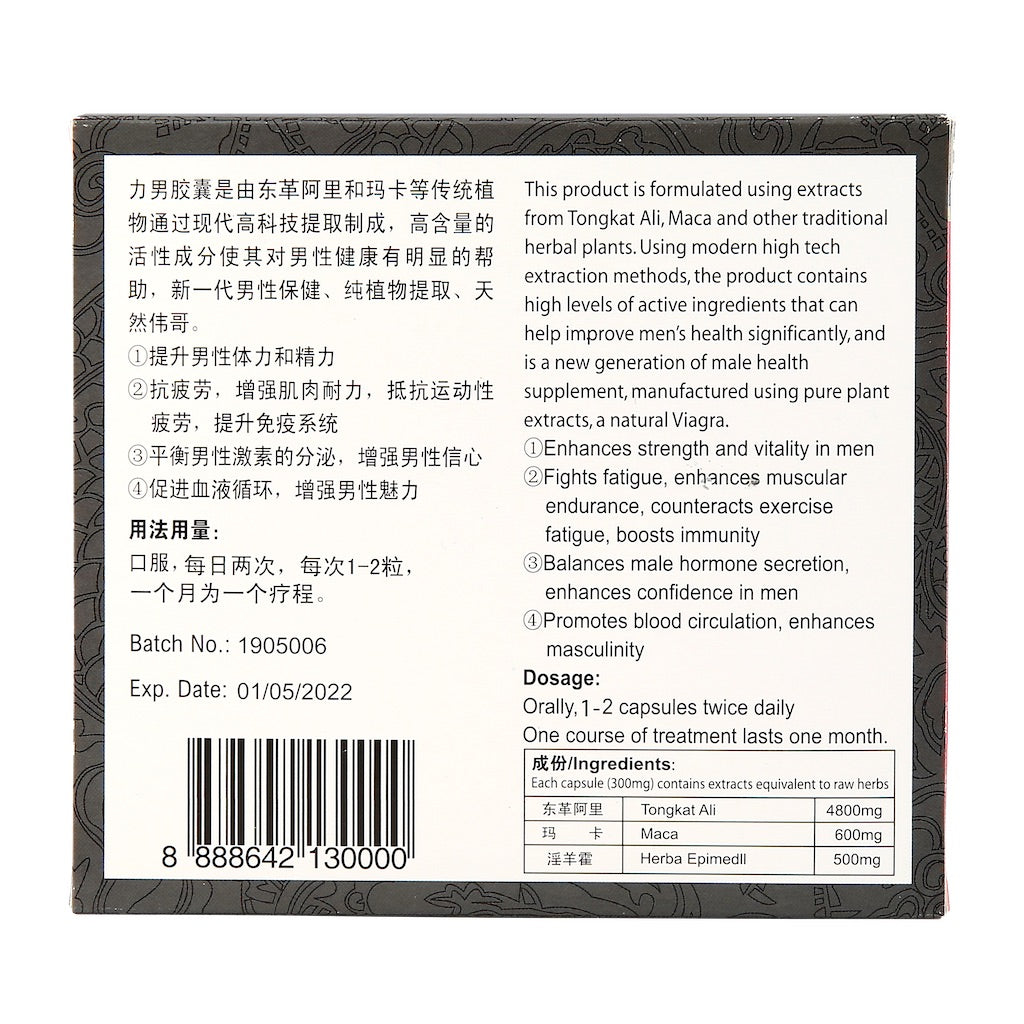 力男胶囊是由东革阿里和玛卡等传统植
物通过现代高科技提取制成，高含量的
活性成分使其对男性健康有明显的帮
助，新一代男性保健、纯植物提取、天
然伟哥。
①提升男性体力和精力
②抗疲劳，增强肌肉耐力，抵抗运动性
疲劳，提升免疫系统
③平衡男性激素的分泌，增强男性信心
④促进血液循环，增强男性魅力
用法用量：
口服，每日两次，每次1-2粒，
一个月为一个疗程。
Batch No.: 1905006
Exp. Date: 01/05/2022
8 888642 130000
This product is formulated using extracts
from Tongkat Ali, Maca and other traditional
herbal plants. Using modern high tech
extraction methods, the product contains
high levels of active ingredients that can
help improve men's health significantly, and
is a new generation of male health
supplement, manufactured using pure plant
extracts, a natural Viagra.
①Enhances strength and vitality in men
②Fights fatigue, enhances muscular
endurance, counteracts exercise
fatigue, boosts immunity
③Balances male hormone secretion,
enhances confidence in men
④Promotes blood circulation, enhances
masculinity
Dosage:
Orally, 1-2 capsules twice daily
One course of treatment lasts one month.
成份/Ingredients:
Each capsule (300mg) contains extracts equivalent to raw herbs
东革阿里 Tongkat Ali 4800mg
玛 卡 Maca 600mg
淫羊霍 Herba Epimedll 500mg